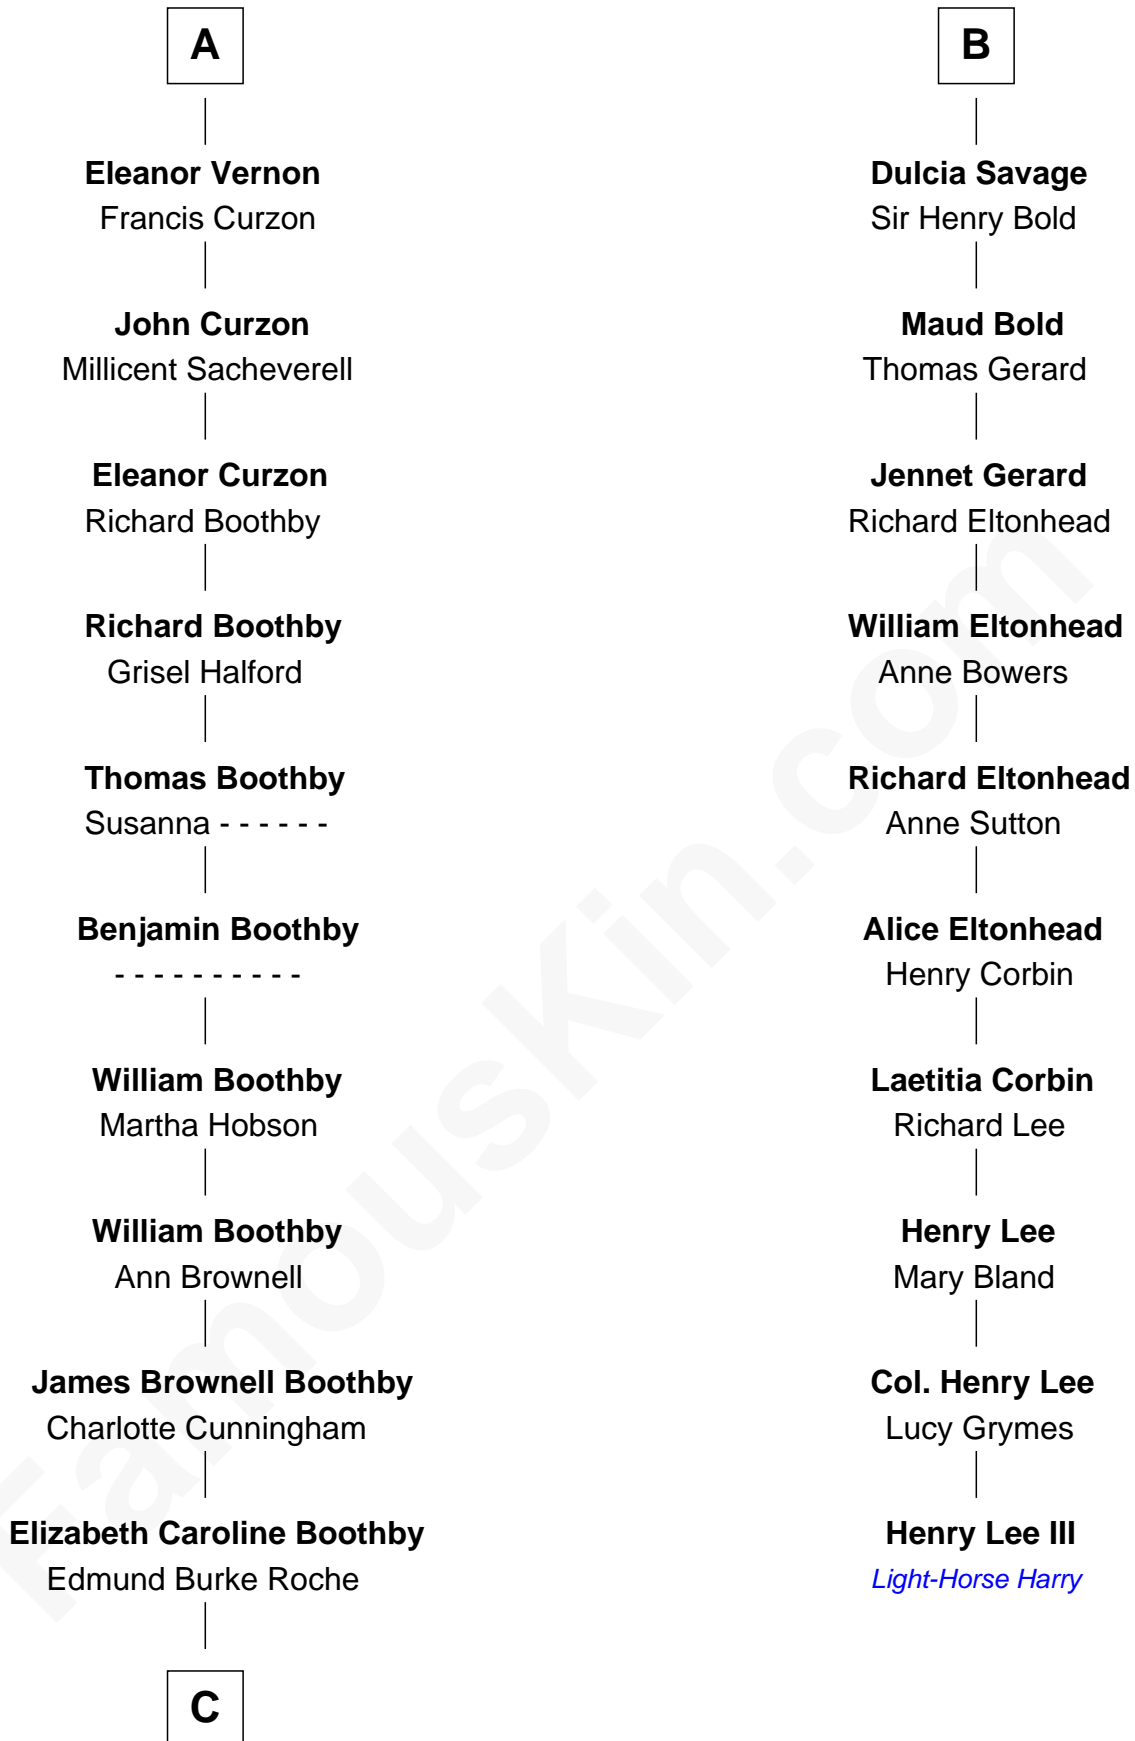 A
Eleanor Vernon
Francis Curzon
John Curzon
Millicent Sacheverell
Eleanor Curzon
Richard Boothby
Richard Boothby
Grisel Halford
Thomas Boothby
Susanna - - - - - -
Benjamin Boothby
- - - - - - - - - -
William Boothby
Martha Hobson
William Boothby
Ann Brownell
James Brownell Boothby
Charlotte Cunningham
Elizabeth Caroline Boothby
Edmund Burke Roche
C
B
Dulcia Savage
Sir Henry Bold
Maud Bold
Thomas Gerard
Jennet Gerard
Richard Eltonhead
William Eltonhead
Anne Bowers
Richard Eltonhead
Anne Sutton
Alice Eltonhead
Henry Corbin
Laetitia Corbin
Richard Lee
Henry Lee
Mary Bland
Col. Henry Lee
Lucy Grymes
Henry Lee III
Light-Horse Harry
FamousKin.com